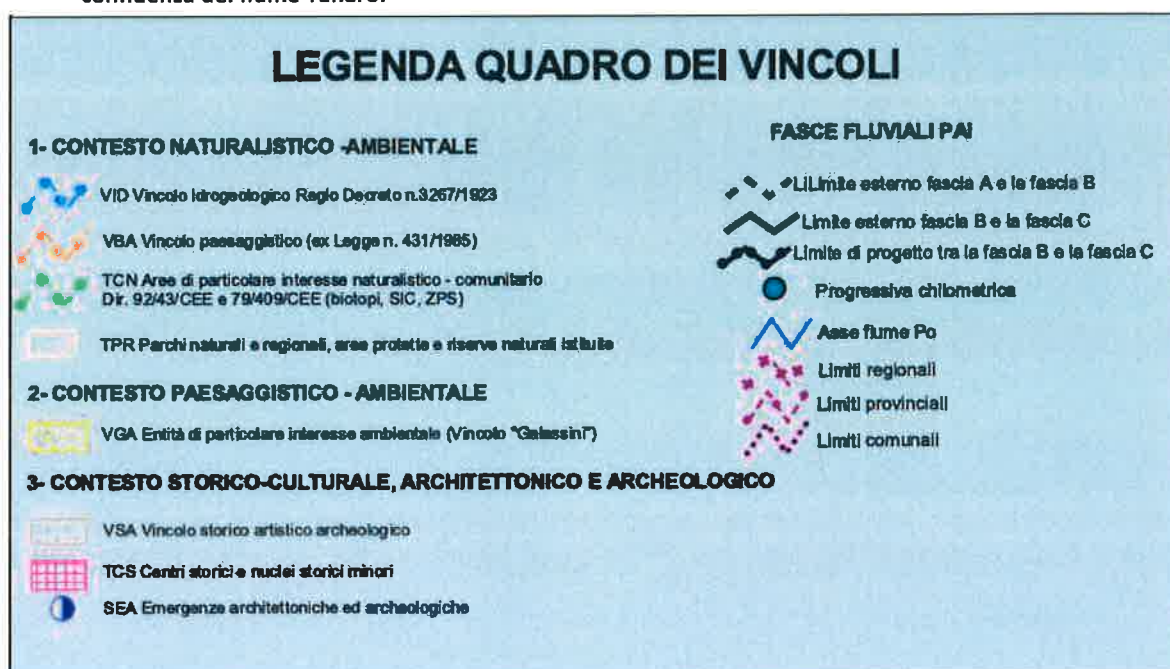 confluenza del fiume Tanaro.
LEGENDA QUADRO DEI VINCOLI
1- CONTESTO NATURALISTICO -AMBIENTALE
VID Vincolo Idrogeologico Regio Decreto n.3267/1923
VBA Vincolo paesaggistico (ex Legge n. 431/1985)
TCN Aree di particolare interesse naturalistico - comunitario
Dir. 92/43/CEE e 79/409/CEE (biotopi, SIC, ZPS)
TPR Parchi naturali e regionali, aree protette e riserve naturali istituite
2- CONTESTO PAESAGGISTICO - AMBIENTALE
VGA Entità di particolare interesse ambientale (Vincolo "Galassini")
3- CONTESTO STORICO-CULTURALE, ARCHITETTONICO E ARCHEOLOGICO
VSA Vincolo storico artistico archeologico
TCS Centri storici e nuclei storici minori
SEA Emergenze architettoniche ed archeologiche
FASCE FLUVIALI PAI
LiLimite esterno fascia A e la fascia B
Limite esterno fascia B e la fascia C
Limite di progetto tra la fascia B e la fascia C
Progressiva chilometrica
Asse fiume Po
Limiti regionali
Limiti provinciali
Limiti comunali